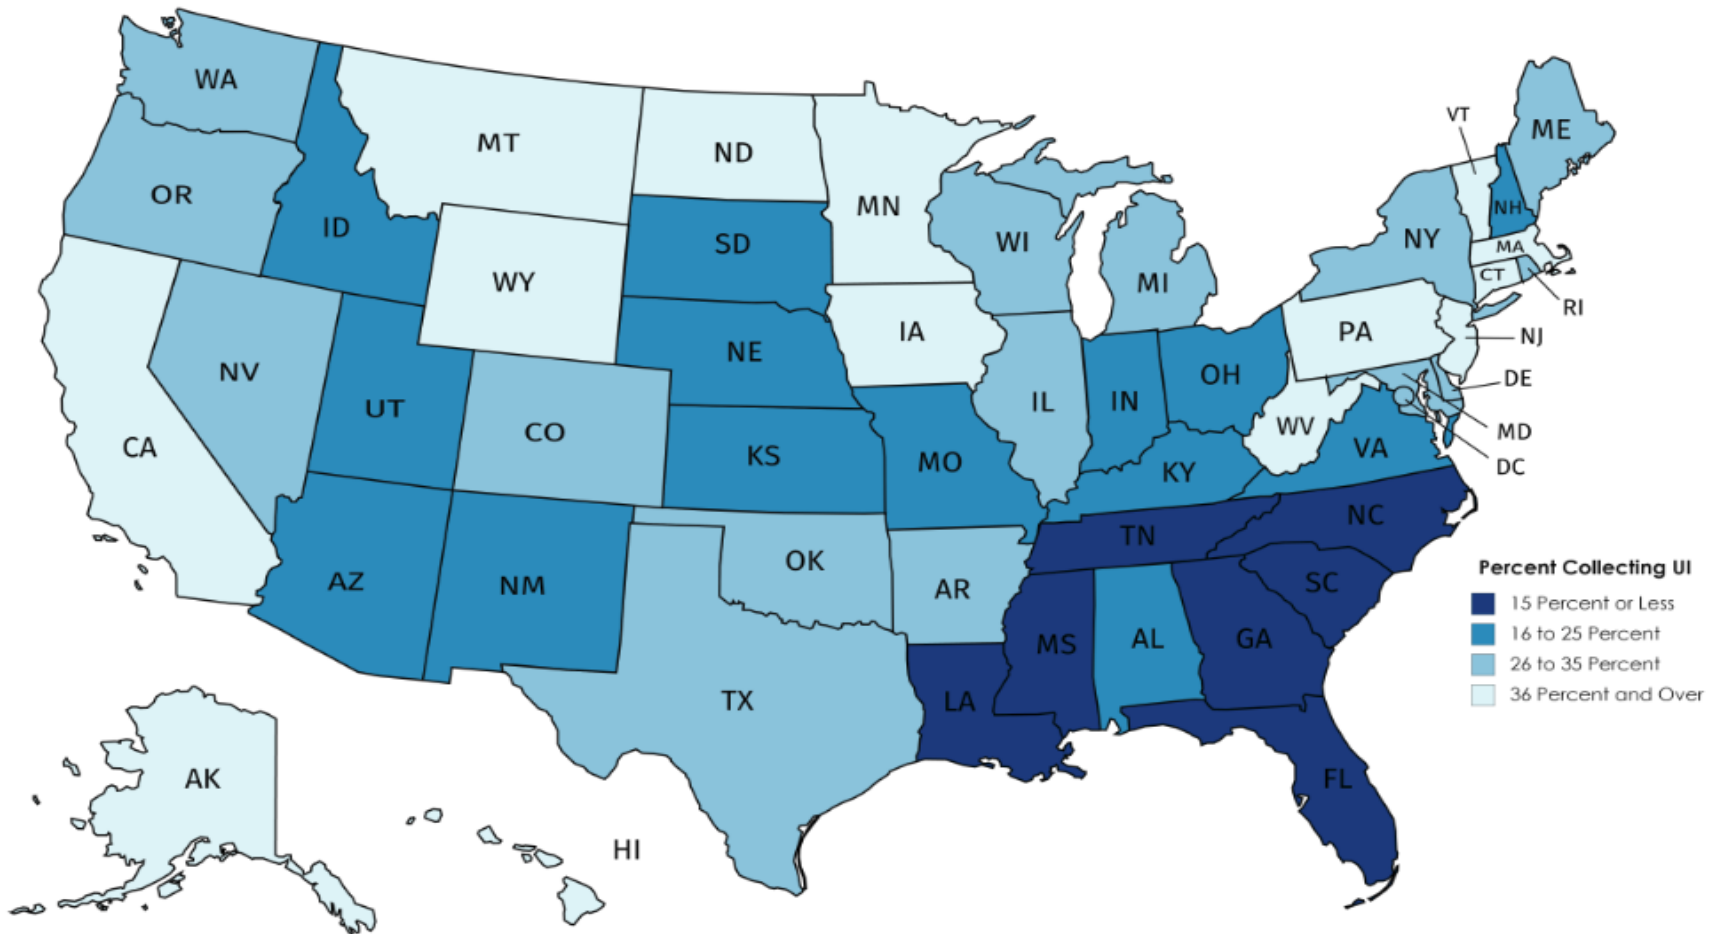 WA
MT
ND
MN
VT
ME
OR
ID
SD
WI
MI
NY
NH
MA
CT
RI
WY
IA
PA
NJ
NV
UT
NE
IL
IN
OH
DE
MD
DC
CA
CO
KS
MO
KY
WV
VA
AZ
NM
OK
AR
TN
NC
SC
MS
AL
GA
TX
LA
FL
AK
HI
Percent Collecting UI
15 Percent or Less
16 to 25 Percent
26 to 35 Percent
36 Percent and Over